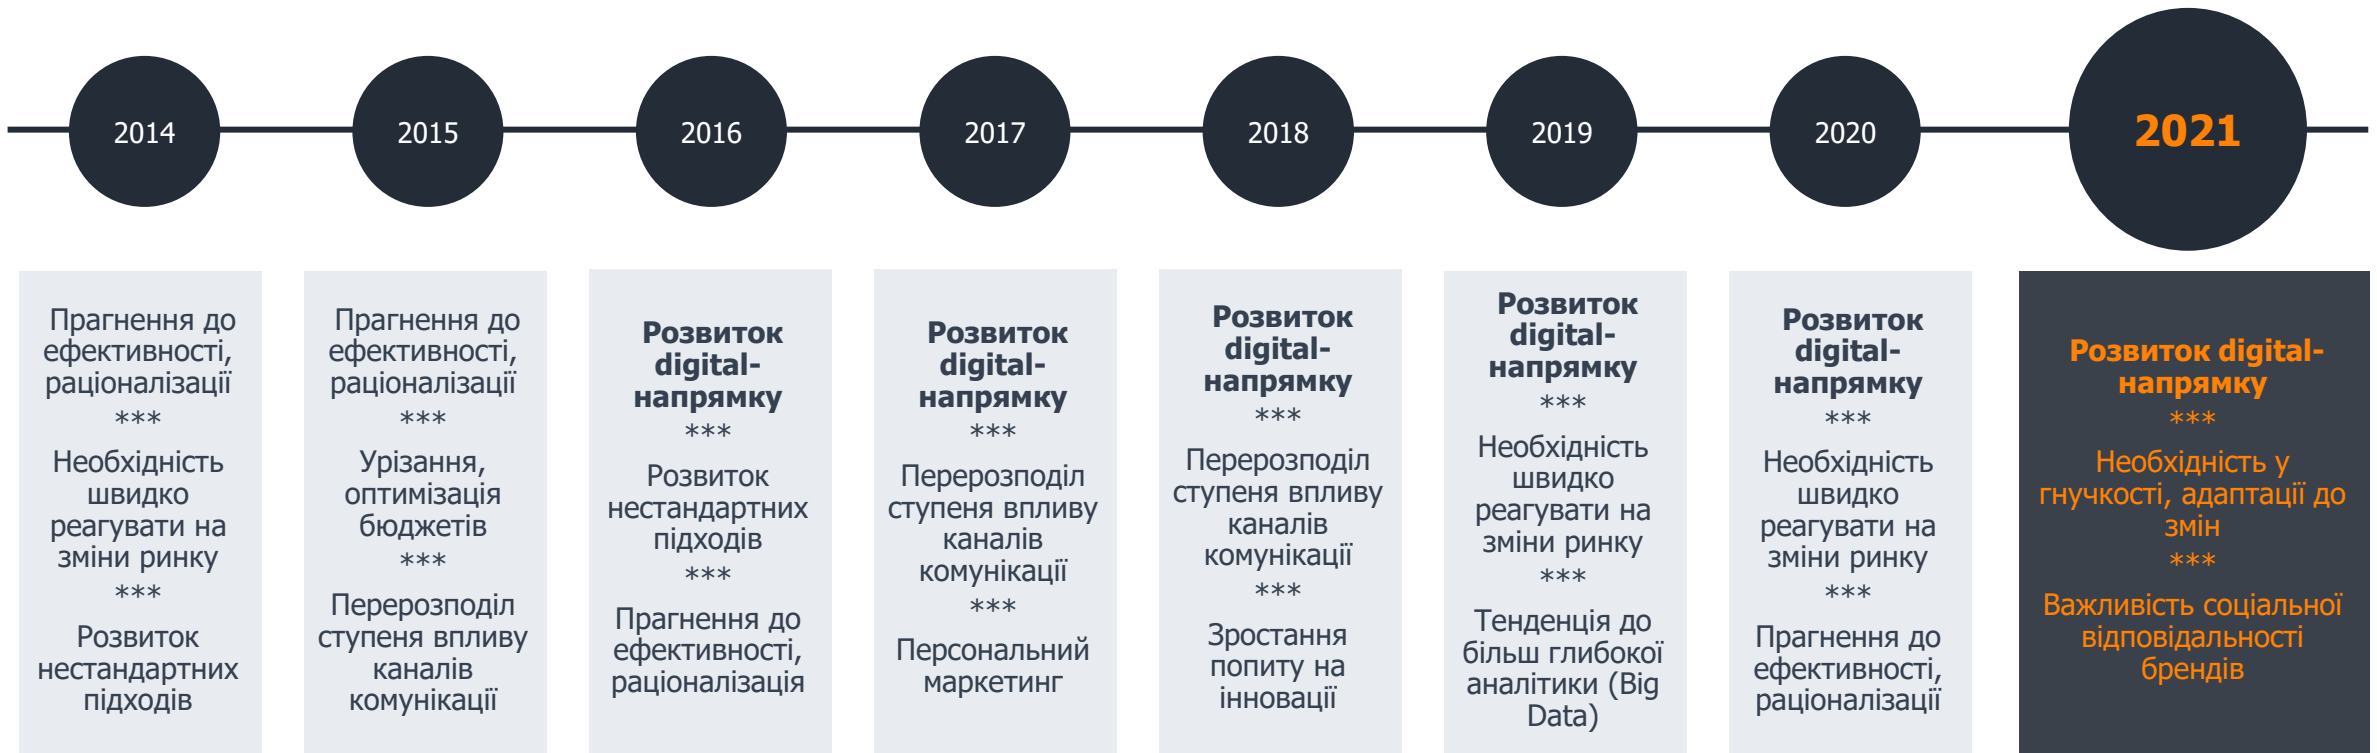 2014
2015
2016
2017
2018
2019
2020
2021
Прагнення до
ефективності,
раціоналізації
***
Необхідність
швидко
реагувати на
зміни ринку
***
Розвиток
нестандартних
підходів
Прагнення до
ефективності,
раціоналізації
***
Урізання,
оптимізація
бюджетів
***
Перерозподіл
ступеня впливу
каналів
комунікації
Розвиток
digital-
напрямку
***
Розвиток
нестандартних
підходів
***
Прагнення до
ефективності,
раціоналізація
Розвиток
digital-
напрямку
***
Перерозподіл
ступеня впливу
каналів
комунікації
***
Персональний
маркетинг
Розвиток
digital-
напрямку
***
Перерозподіл
ступеня впливу
каналів
комунікації
***
Зростання
попиту на
інновації
Розвиток
digital-
напрямку
***
Необхідність
швидко
реагувати на
зміни ринку
***
Тенденція до
більш глибокої
аналітики (Big
Data)
Розвиток
digital-
напрямку
***
Необхідність
швидко
реагувати на
зміни ринку
***
Прагнення до
ефективності,
раціоналізації
Розвиток digital-
напрямку
***
Необхідність у
гнучкості, адаптації до
змін
***
Важливість соціальної
відповідальності
брендів